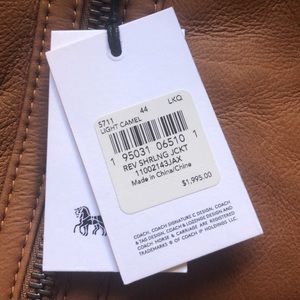 5711 44 LKQ
LIGHT CAMEL
1 95031 06510 1
REV SHRLNG JCKT
11002143JAX
Made in China/Chine
$1,995.00
COACH, COACH SIGNATURE C DESIGN, COACH
& TAG DESIGN, COACH & LOZENGE DESIGN AND
COACH, HORSE & CARRIAGE ARE REGISTERED
TRADEMARKS ® OF COACH IP HOLDINGS LLC.